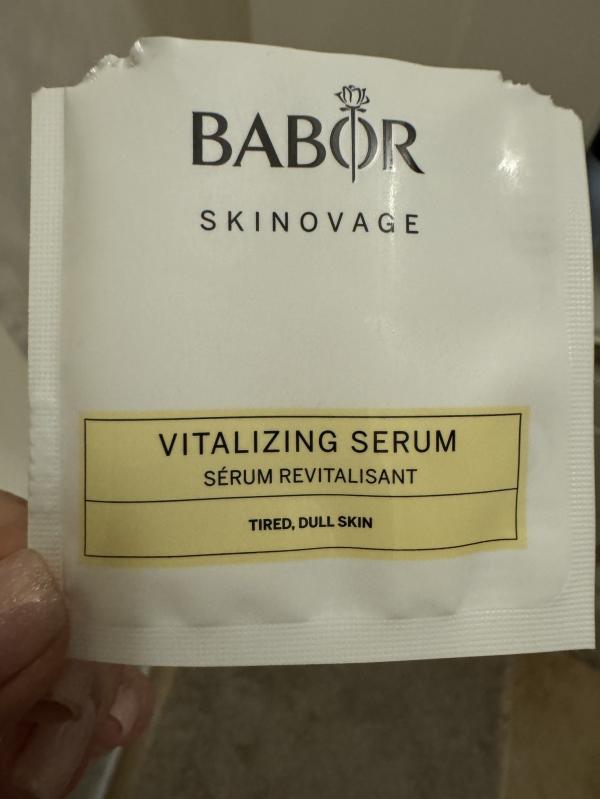 BABOR
SKINOVAGE
VITALIZING SERUM
SÉRUM REVITALISANT
TIRED, DULL SKIN